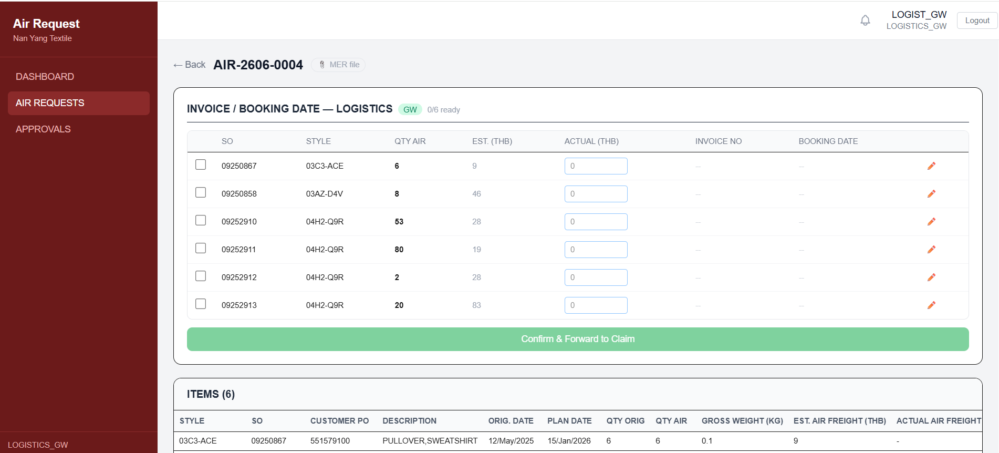 Air Request
Nan Yang Textile
DASHBOARD
AIR REQUESTS
APPROVALS
LOGISTICS_GW
LOGIST_GW
LOGISTICS_GW
Logout
← Back AIR-2606-0004 MER file
INVOICE / BOOKING DATE — LOGISTICS GW 0/6 ready
SO STYLE QTY AIR EST. (THB) ACTUAL (THB) INVOICE NO BOOKING DATE
09250867 03C3-ACE 6 9 0 — —
09250858 03AZ-D4V 8 46 0 — —
09252910 04H2-Q9R 53 28 0 — —
09252911 04H2-Q9R 80 19 0 — —
09252912 04H2-Q9R 2 28 0 — —
09252913 04H2-Q9R 20 83 0 — —
Confirm & Forward to Claim
ITEMS (6)
STYLE SO CUSTOMER PO DESCRIPTION ORIG. DATE PLAN DATE QTY ORIG QTY AIR GROSS WEIGHT (KG) EST. AIR FREIGHT (THB) ACTUAL AIR FREIGHT
03C3-ACE 09250867 551579100 PULLOVER,SWEATSHIRT 12/May/2025 15/Jan/2026 6 6 0.1 9 -